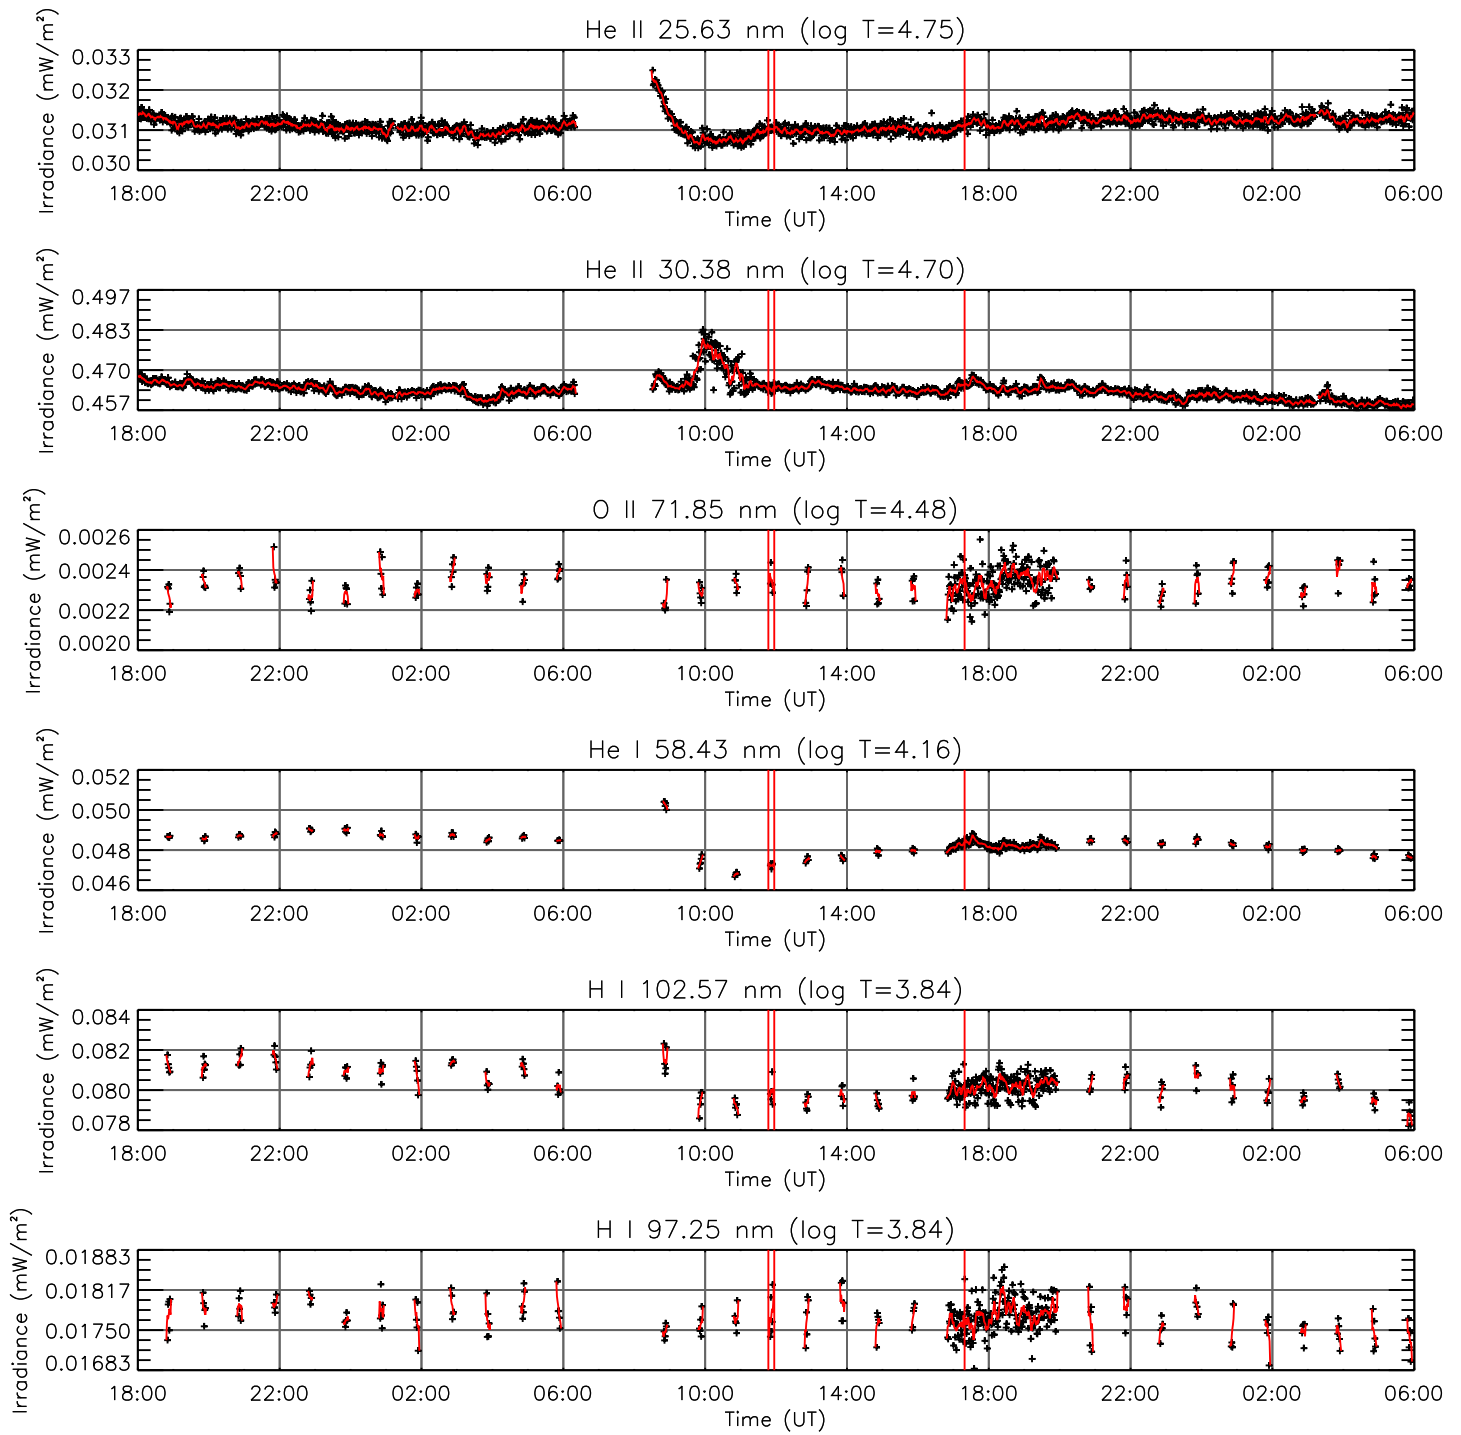 He II 25.63 nm (log T=4.75)
Irradiance (mW/m²)
0.033
0.032
0.031
0.030
18:00 22:00 02:00 06:00 10:00 14:00 18:00 22:00 02:00 06:00
Time (UT)
He II 30.38 nm (log T=4.70)
Irradiance (mW/m²)
0.497
0.483
0.470
0.457
18:00 22:00 02:00 06:00 10:00 14:00 18:00 22:00 02:00 06:00
Time (UT)
O II 71.85 nm (log T=4.48)
Irradiance (mW/m²)
0.0026
0.0024
0.0022
0.0020
18:00 22:00 02:00 06:00 10:00 14:00 18:00 22:00 02:00 06:00
Time (UT)
He I 58.43 nm (log T=4.16)
Irradiance (mW/m²)
0.052
0.050
0.048
0.046
18:00 22:00 02:00 06:00 10:00 14:00 18:00 22:00 02:00 06:00
Time (UT)
H I 102.57 nm (log T=3.84)
Irradiance (mW/m²)
0.084
0.082
0.080
0.078
18:00 22:00 02:00 06:00 10:00 14:00 18:00 22:00 02:00 06:00
Time (UT)
H I 97.25 nm (log T=3.84)
Irradiance (mW/m²)
0.01883
0.01817
0.01750
0.01683
18:00 22:00 02:00 06:00 10:00 14:00 18:00 22:00 02:00 06:00
Time (UT)